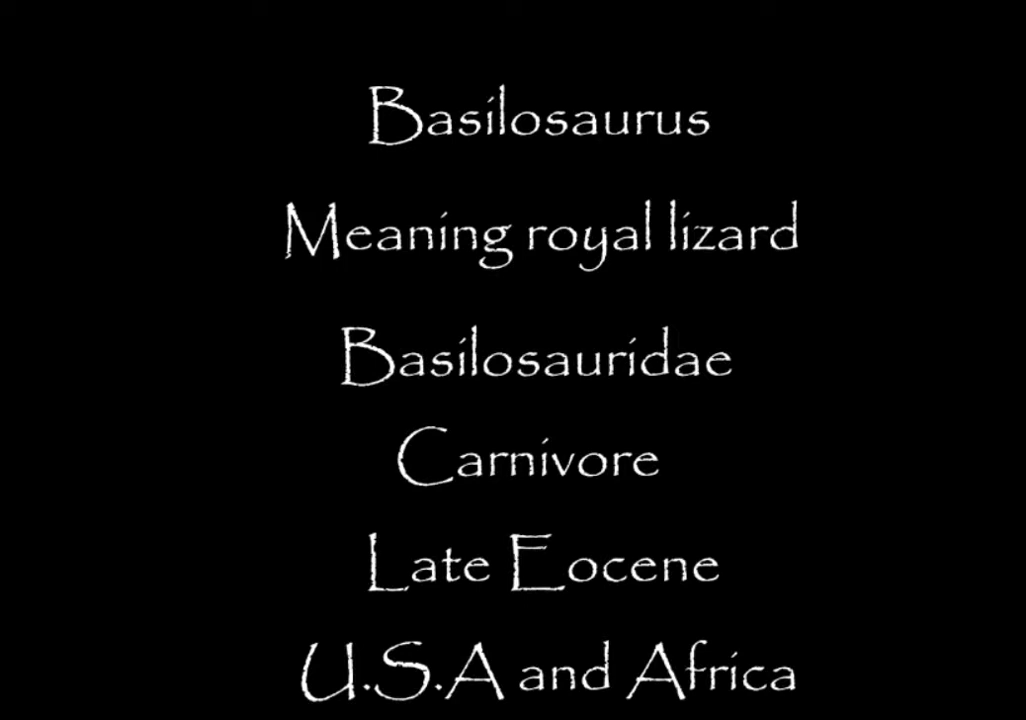 Basilosaurus
Meaning royal lizard
Basilosauridae
Carnivore
Late Eocene
U.S.A and Africa